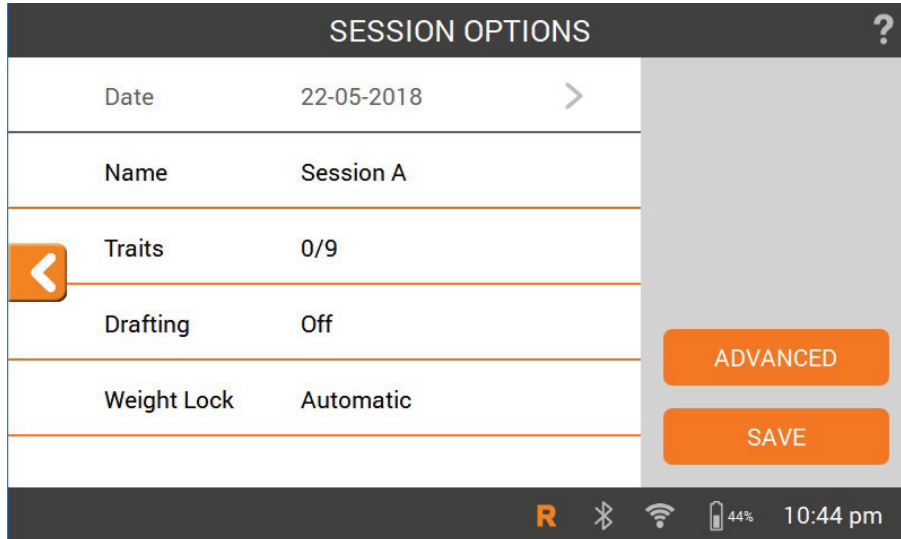 SESSION OPTIONS ?
Date 22-05-2018
Name Session A
Traits 0/9
Drafting Off
Weight Lock Automatic
ADVANCED
SAVE
R 44% 10:44 pm